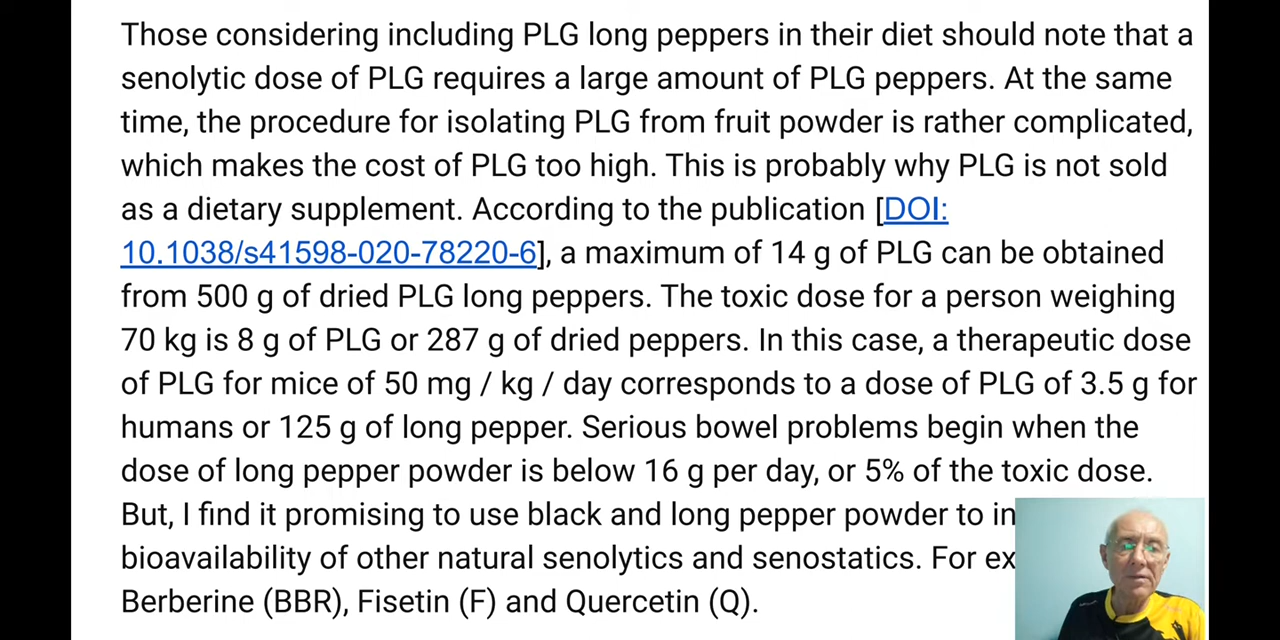 Those considering including PLG long peppers in their diet should note that a
senolytic dose of PLG requires a large amount of PLG peppers. At the same
time, the procedure for isolating PLG from fruit powder is rather complicated,
which makes the cost of PLG too high. This is probably why PLG is not sold
as a dietary supplement. According to the publication [DOI:
10.1038/s41598-020-78220-6], a maximum of 14 g of PLG can be obtained
from 500 g of dried PLG long peppers. The toxic dose for a person weighing
70 kg is 8 g of PLG or 287 g of dried peppers. In this case, a therapeutic dose
of PLG for mice of 50 mg / kg / day corresponds to a dose of PLG of 3.5 g for
humans or 125 g of long pepper. Serious bowel problems begin when the
dose of long pepper powder is below 16 g per day, or 5% of the toxic dose.
But, I find it promising to use black and long pepper powder to
bioavailability of other natural senolytics and senostatics. For
Berberine (BBR), Fisetin (F) and Quercetin (Q).